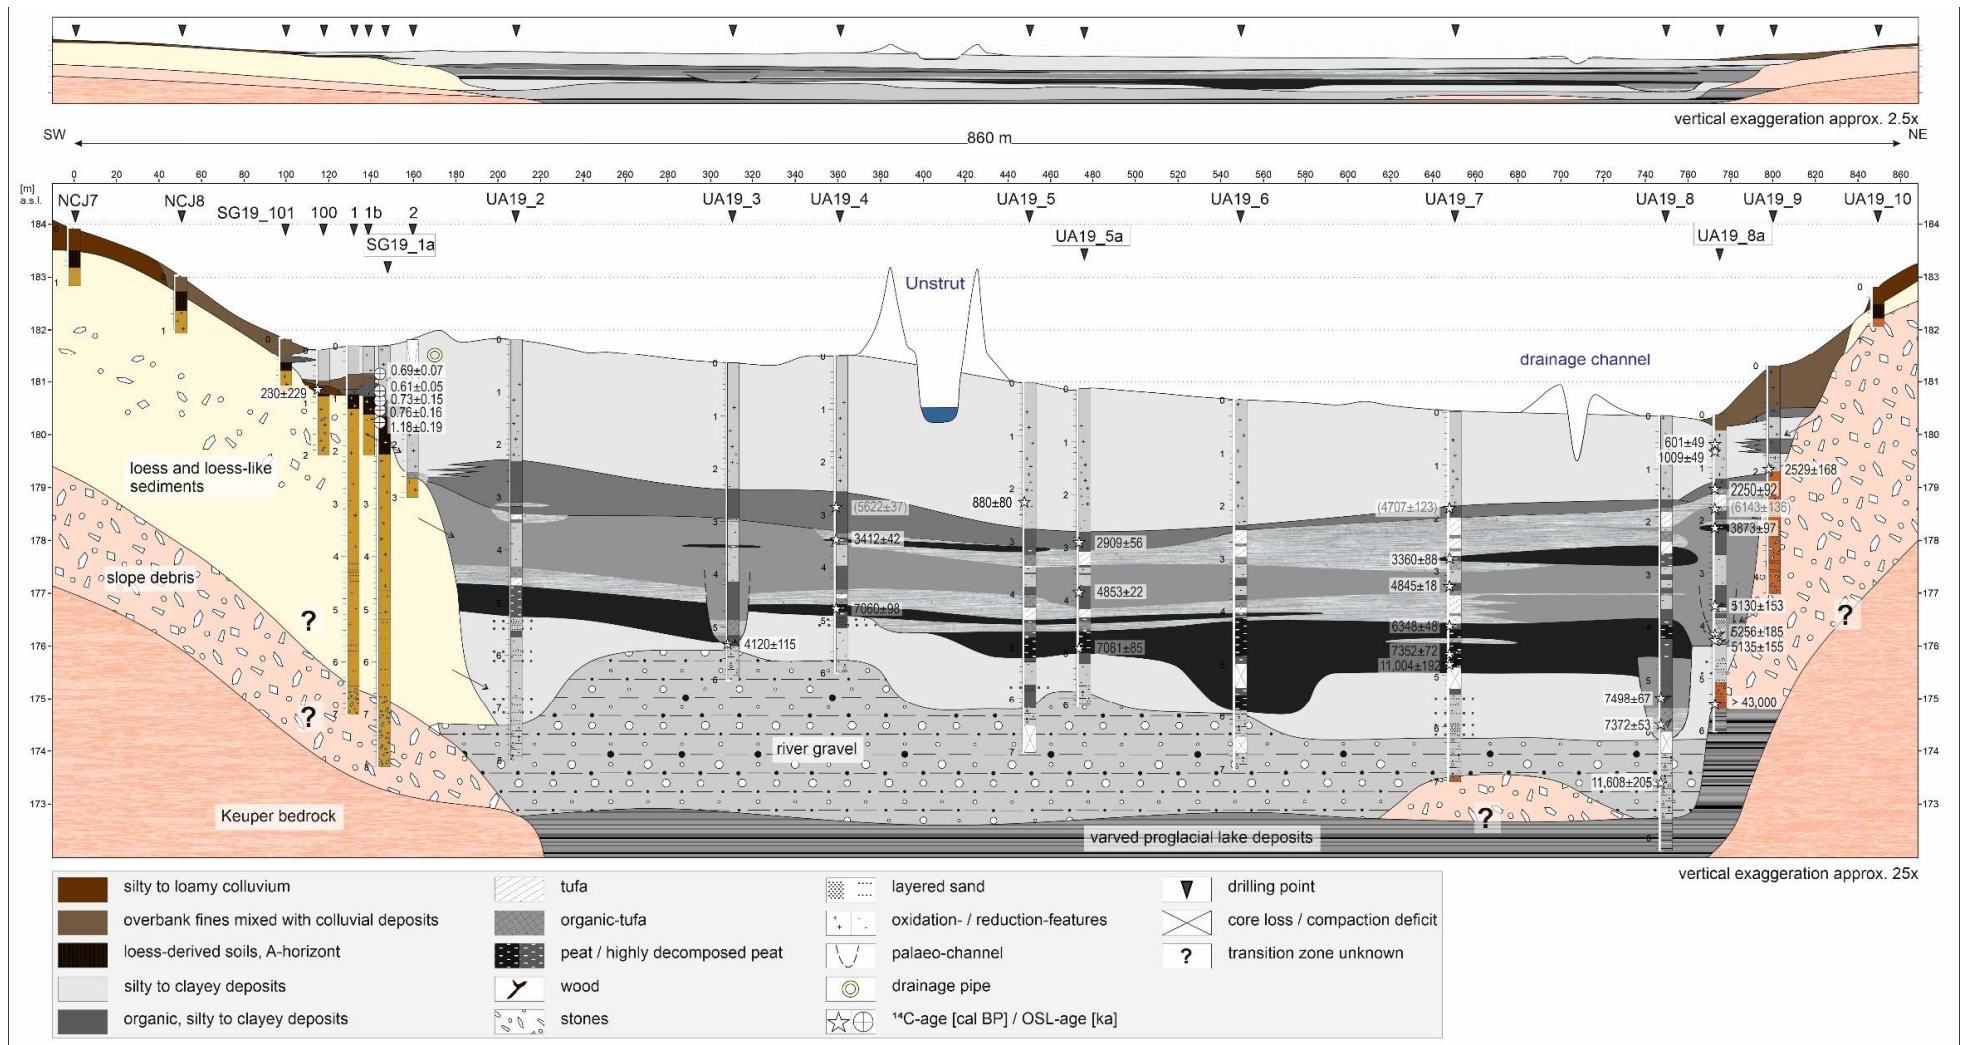 vertical exaggeration approx. 2.5x
SW
860 m
NE
0 20 40 60 80 100 120 140 160 180 200 220 240 260 280 300 320 340 360 380 400 420 440 460 480 500 520 540 560 580 600 620 640 660 680 700 720 740 760 780 800 820 840 860
[m]
a.s.l.
NCJ7
NCJ8
SG19_101
100
1
1b
2
SG19_1a
UA19_2
UA19_3
UA19_4
UA19_5
UA19_5a
UA19_6
UA19_7
UA19_8
UA19_8a
UA19_9
UA19_10
184
183
182
181
180
179
178
177
176
175
174
173
184
183
182
181
180
179
178
177
176
175
174
173
Unstrut
drainage channel
0.69±0.07
0.61±0.05
0.73±0.15
0.76±0.16
1.18±0.19
230±229
loess and loess-like
sediments
slope debris
?
?
Keuper bedrock
river gravel
varved proglacial lake deposits
?
?
4120±115
(5622±37)
3412±42
7060±98
880±80
2909±56
4853±22
7081±85
(4707±123)
3360±88
4845±18
6348±48
7352±72
11,004±192
7498±67
7372±53
11,608±205
601±49
1009±49
2529±168
2250±92
(6143±136)
3873±97
5130±153
5256±185
5135±155
> 43,000
vertical exaggeration approx. 25x
silty to loamy colluvium
overbank fines mixed with colluvial deposits
loess-derived soils, A-horizont
silty to clayey deposits
organic, silty to clayey deposits
tufa
organic-tufa
peat / highly decomposed peat
wood
stones
layered sand
oxidation- / reduction-features
palaeo-channel
drainage pipe
¹⁴C-age [cal BP] / OSL-age [ka]
drilling point
core loss / compaction deficit
?
transition zone unknown